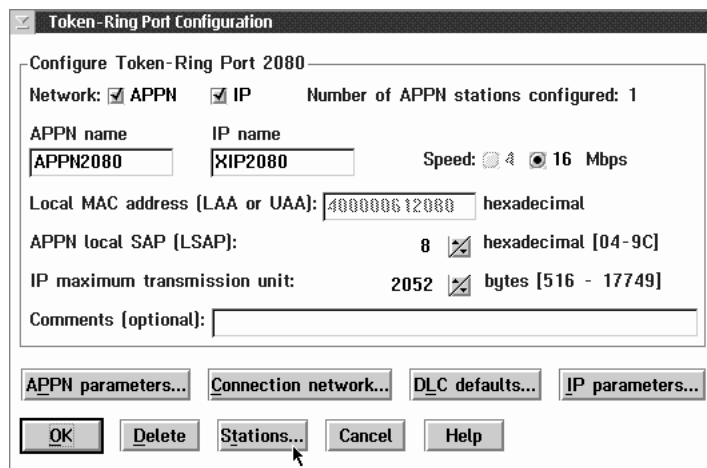 Token-Ring Port Configuration
Configure Token-Ring Port 2080
Network: APPN IP Number of APPN stations configured: 1
APPN name IP name
APPN2080 XIP2080 Speed: 4 16 Mbps
Local MAC address (LAA or UAA): 400000612080 hexadecimal
APPN local SAP (LSAP): 8 hexadecimal [04-9C]
IP maximum transmission unit: 2052 bytes [516 - 17749]
Comments (optional):
APPN parameters... Connection network... DLC defaults... IP parameters...
OK Delete Stations... Cancel Help